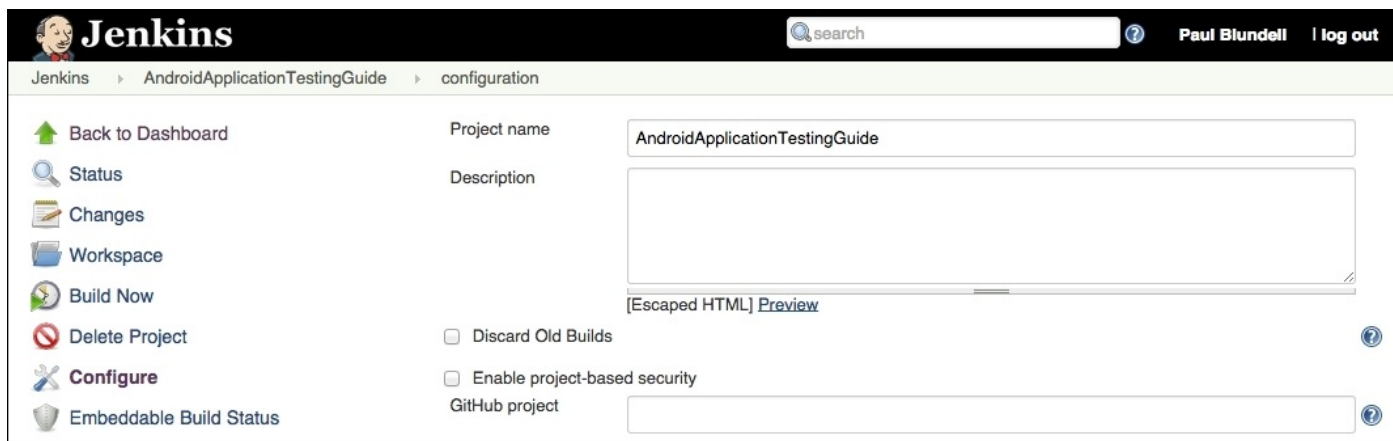 Jenkins
search
Paul Blundell
| log out
Jenkins
AndroidApplicationTestingGuide
configuration
Back to Dashboard
Status
Changes
Workspace
Build Now
Delete Project
Configure
Embeddable Build Status
Project name
AndroidApplicationTestingGuide
Description
[Escaped HTML] Preview
Discard Old Builds
Enable project-based security
GitHub project